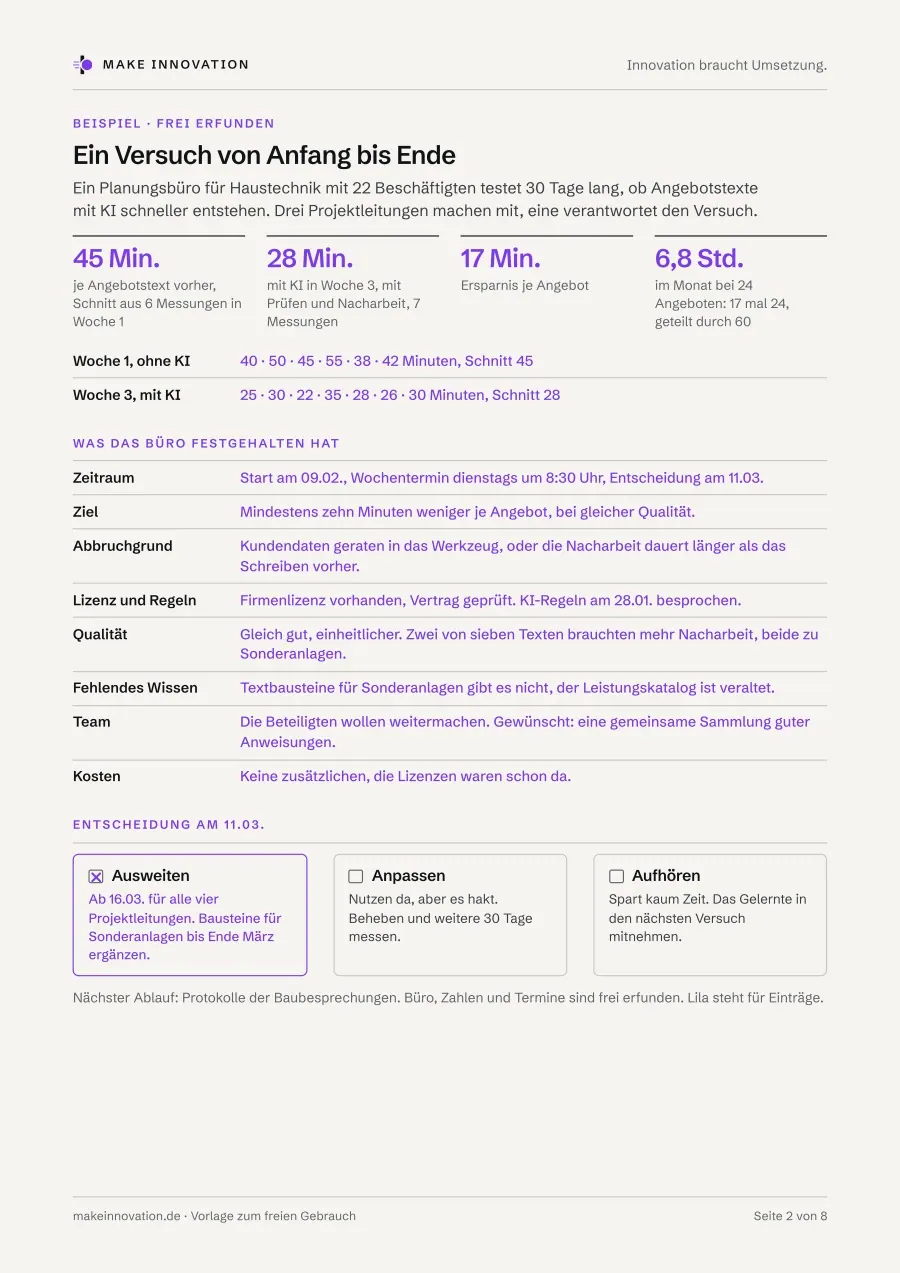 MAKE INNOVATION
Innovation braucht Umsetzung.
BEISPIEL · FREI ERFUNDEN
Ein Versuch von Anfang bis Ende
Ein Planungsbüro für Haustechnik mit 22 Beschäftigten testet 30 Tage lang, ob Angebotstexte
mit KI schneller entstehen. Drei Projektleitungen machen mit, eine verantwortet den Versuch.
45 Min.
je Angebotstext vorher,
Schnitt aus 6 Messungen in
Woche 1
28 Min.
mit KI in Woche 3, mit
Prüfen und Nacharbeit, 7
Messungen
17 Min.
Ersparnis je Angebot
6,8 Std.
im Monat bei 24
Angeboten: 17 mal 24,
geteilt durch 60
Woche 1, ohne KI
40 · 50 · 45 · 55 · 38 · 42 Minuten, Schnitt 45
Woche 3, mit KI
25 · 30 · 22 · 35 · 28 · 26 · 30 Minuten, Schnitt 28
WAS DAS BÜRO FESTGEHALTEN HAT
Zeitraum
Start am 09.02., Wochentermin dienstags um 8:30 Uhr, Entscheidung am 11.03.
Ziel
Mindestens zehn Minuten weniger je Angebot, bei gleicher Qualität.
Abbruchgrund
Kundendaten geraten in das Werkzeug, oder die Nacharbeit dauert länger als das
Schreiben vorher.
Lizenz und Regeln
Firmenlizenz vorhanden, Vertrag geprüft. KI-Regeln am 28.01. besprochen.
Qualität
Gleich gut, einheitlicher. Zwei von sieben Texten brauchten mehr Nacharbeit, beide zu
Sonderanlagen.
Fehlendes Wissen
Textbausteine für Sonderanlagen gibt es nicht, der Leistungskatalog ist veraltet.
Team
Die Beteiligten wollen weitermachen. Gewünscht: eine gemeinsame Sammlung guter
Anweisungen.
Kosten
Keine zusätzlichen, die Lizenzen waren schon da.
ENTSCHEIDUNG AM 11.03.
Ausweiten
Ab 16.03. für alle vier
Projektleitungen. Bausteine für
Sonderanlagen bis Ende März
ergänzen.
Anpassen
Nutzen da, aber es hakt.
Beheben und weitere 30 Tage
messen.
Aufhören
Spart kaum Zeit. Das Gelernte in
den nächsten Versuch
mitnehmen.
Nächster Ablauf: Protokolle der Baubesprechungen. Büro, Zahlen und Termine sind frei erfunden. Lila steht für Einträge.
makeinnovation.de · Vorlage zum freien Gebrauch
Seite 2 von 8